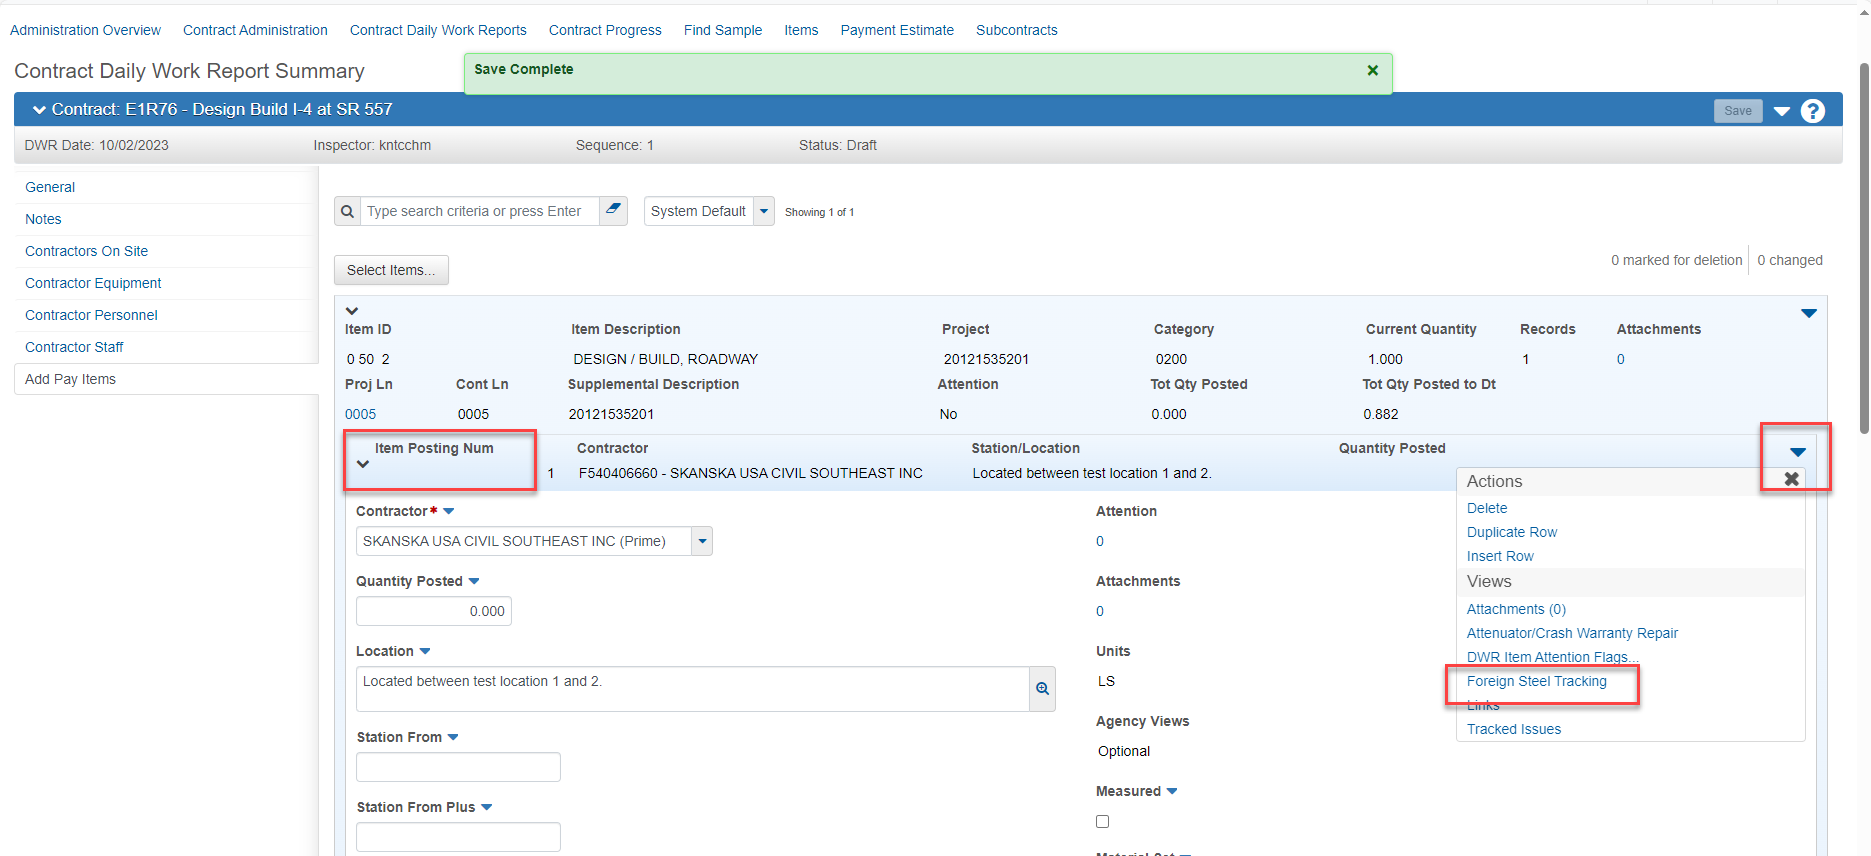 Administration Overview Contract Administration Contract Daily Work Reports Contract Progress Find Sample Items Payment Estimate Subcontracts
Save Complete
Contract Daily Work Report Summary
Contract: E1R76 - Design Build I-4 at SR 557 Save ?
DWR Date: 10/02/2023 Inspector: kntcchm Sequence: 1 Status: Draft
General
Notes
Contractors On Site
Contractor Equipment
Contractor Personnel
Contractor Staff
Add Pay Items
Type search criteria or press Enter System Default Showing 1 of 1
Select Items... 0 marked for deletion 0 changed
Item ID Item Description Project Category Current Quantity Records Attachments
0 50 2 DESIGN / BUILD, ROADWAY 20121535201 0200 1.000 1 0
Proj Ln Cont Ln Supplemental Description Attention Tot Qty Posted Tot Qty Posted to Dt
0005 0005 20121535201 No 0.000 0.882
Item Posting Num Contractor Station/Location Quantity Posted
1 F540406660 - SKANSKA USA CIVIL SOUTHEAST INC Located between test location 1 and 2.
Contractor*
SKANSKA USA CIVIL SOUTHEAST INC (Prime)
Quantity Posted
0.000
Location
Located between test location 1 and 2.
Station From
Station From Plus
Attention
0
Attachments
0
Units
LS
Agency Views
Optional
Measured
Material Set
Actions
Delete
Duplicate Row
Insert Row
Views
Attachments (0)
Attenuator/Crash Warranty Repair
DWR Item Attention Flags...
Foreign Steel Tracking
Links
Tracked Issues